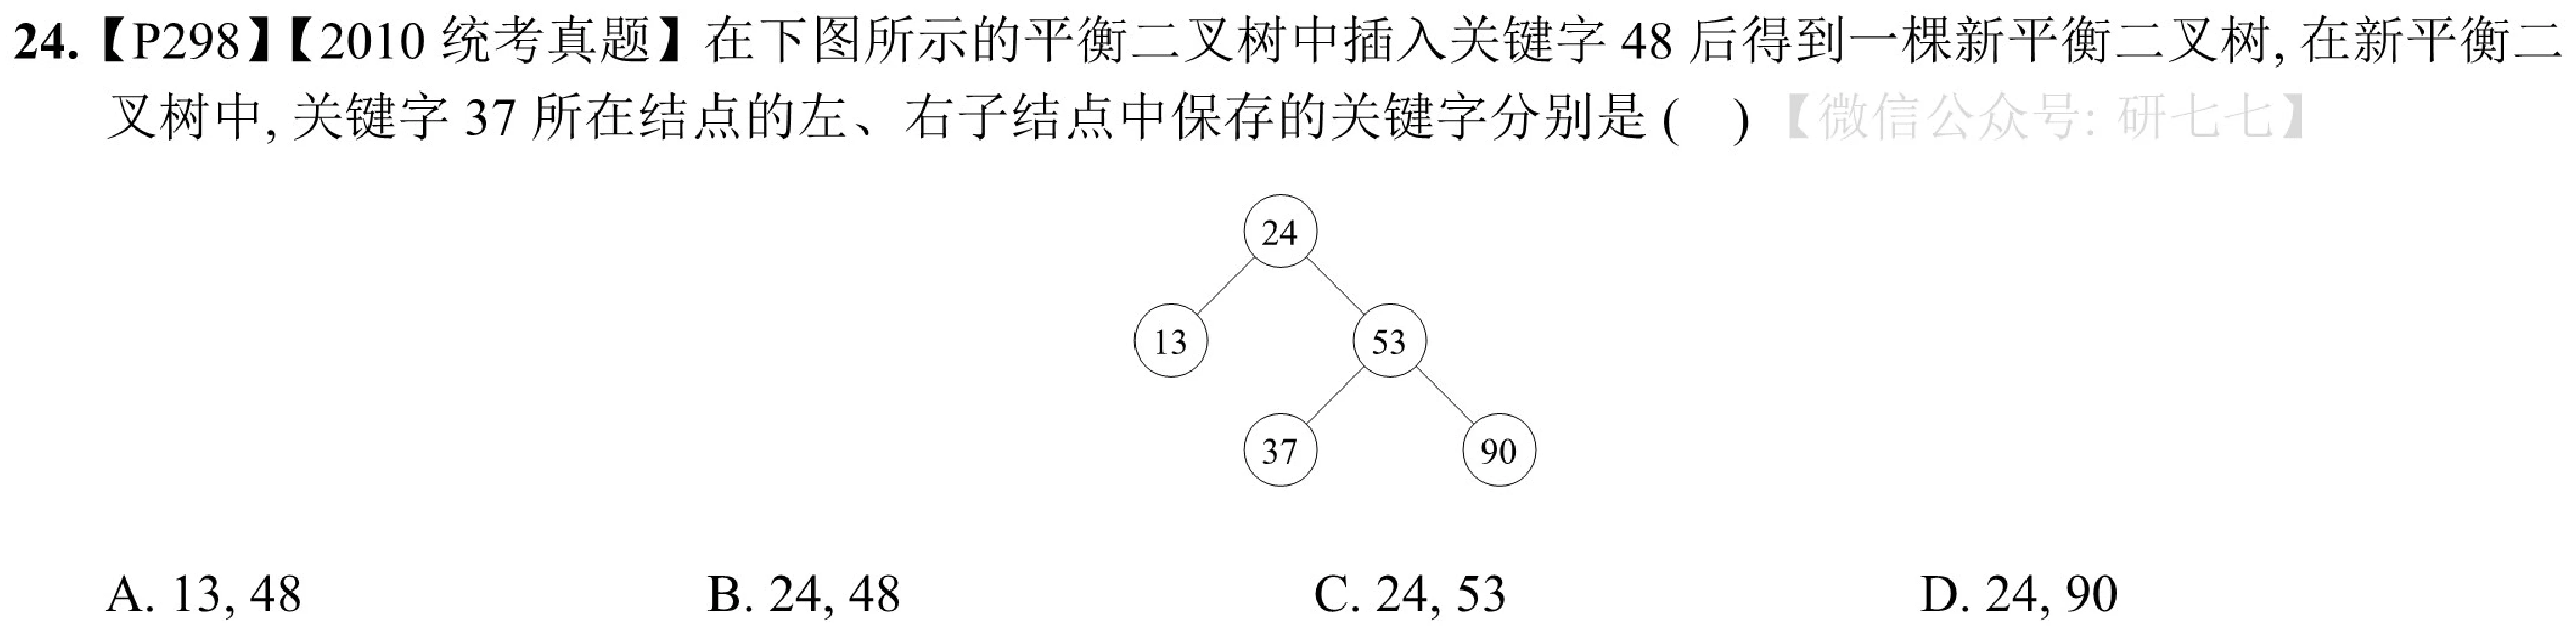 24.【P298】【2010 统考真题】在下图所示的平衡二叉树中插入关键字 48 后得到一棵新平衡二叉树, 在新平衡二
叉树中, 关键字 37 所在结点的左、右子结点中保存的关键字分别是 (    )【微信公众号: 研七七】
24
13 53
37 90
A. 13, 48 B. 24, 48 C. 24, 53 D. 24, 90